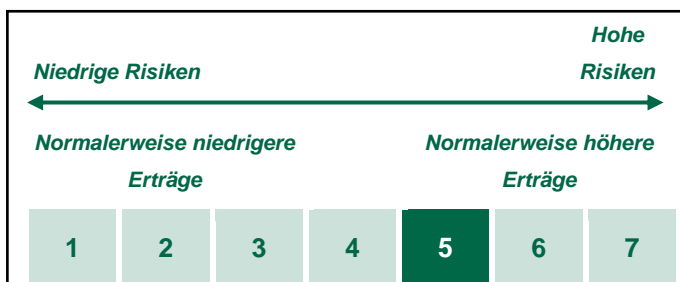 Hohe
Niedrige Risiken Risiken
Normalerweise niedrigere Normalerweise höhere
Erträge Erträge
1 2 3 4 5 6 7